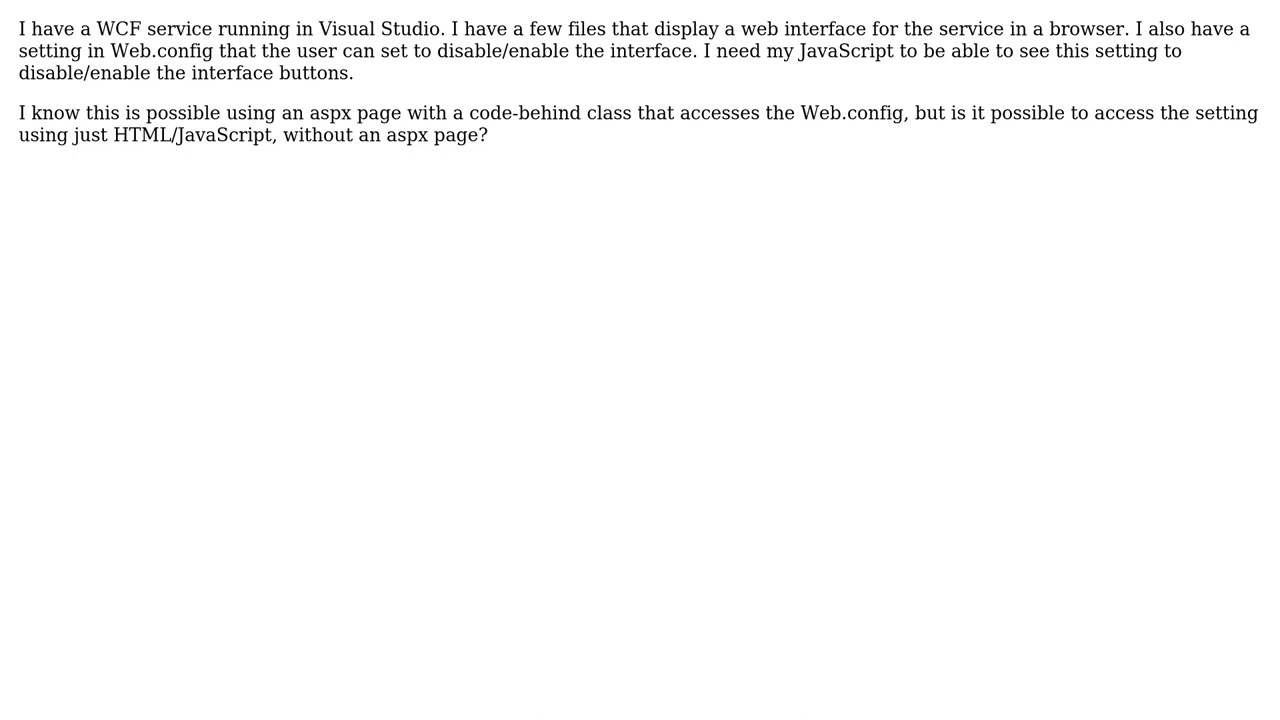 I have a WCF service running in Visual Studio. I have a few files that display a web interface for the service in a browser. I also have a
setting in Web.config that the user can set to disable/enable the interface. I need my JavaScript to be able to see this setting to
disable/enable the interface buttons.
I know this is possible using an aspx page with a code-behind class that accesses the Web.config, but is it possible to access the setting
using just HTML/JavaScript, without an aspx page?